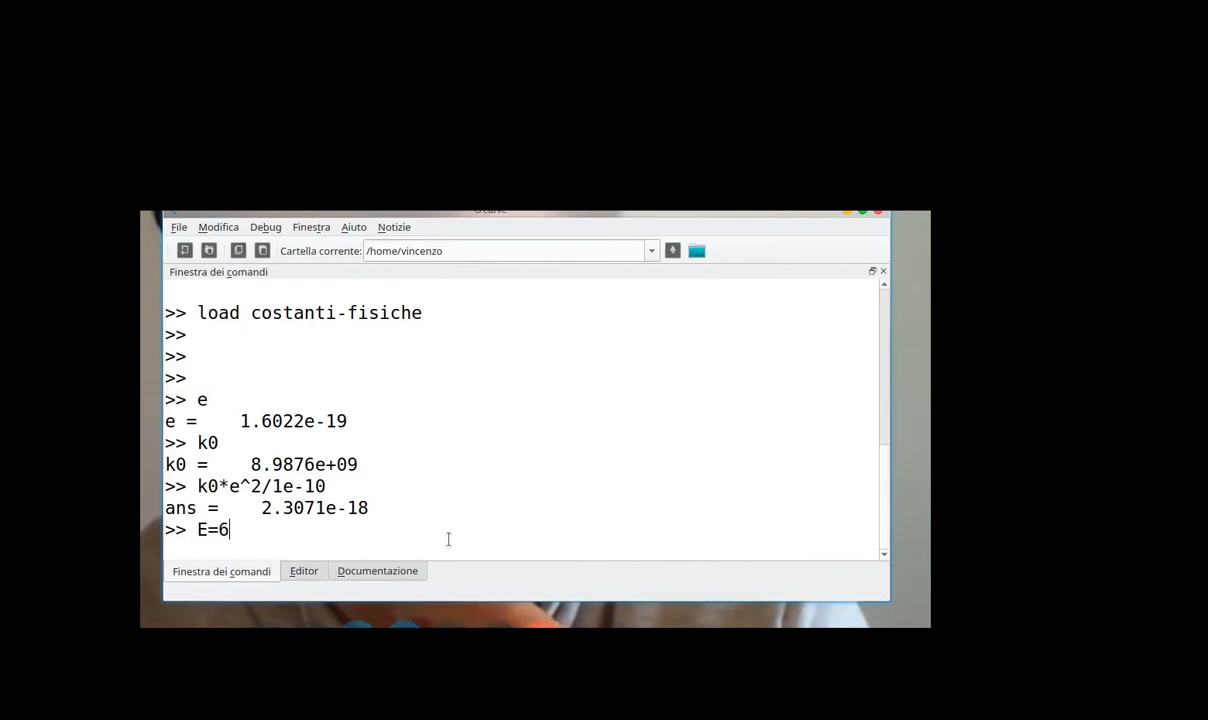 Octave
File Modifica Debug Finestra Aiuto Notizie
Cartella corrente: /home/vincenzo
Finestra dei comandi
>> load costanti-fisiche
>>
>>
>>
>> e
e = 1.6022e-19
>> k0
k0 = 8.9876e+09
>> k0*e^2/1e-10
ans = 2.3071e-18
>> E=6
Finestra dei comandi Editor Documentazione